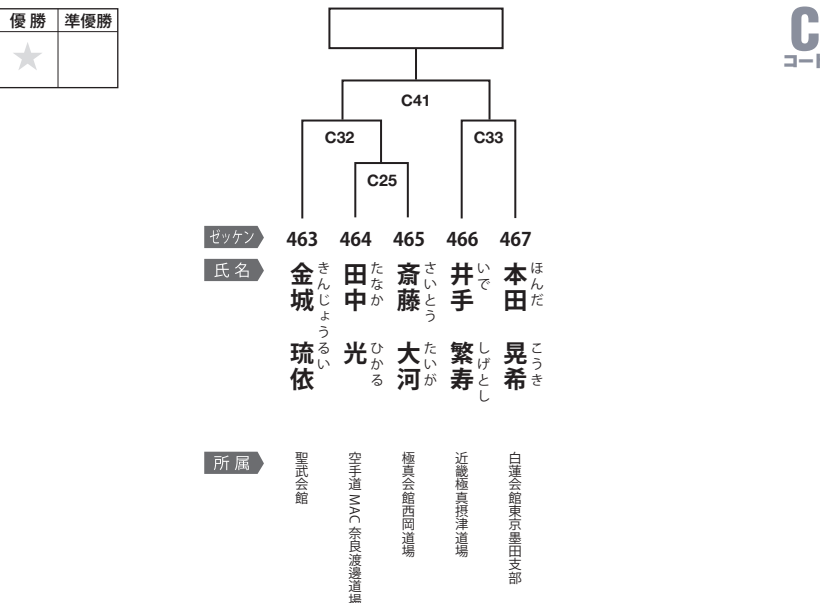 優勝 準優勝
★
C
コート
C41
C32 C33
C25
ゼッケン 463 464 465 466 467
氏名
金城 琉依
きんじょう るい
田中 光
たなか ひかる
斎藤 大河
さいとう たいが
井手 繁寿
いで しげとし
本田 晃希
ほんだ こうき
所属
聖武会館
空手道 MAC 奈良渡邊道場
極真会館西岡道場
近畿極真摂津道場
白蓮会館東京墨田支部